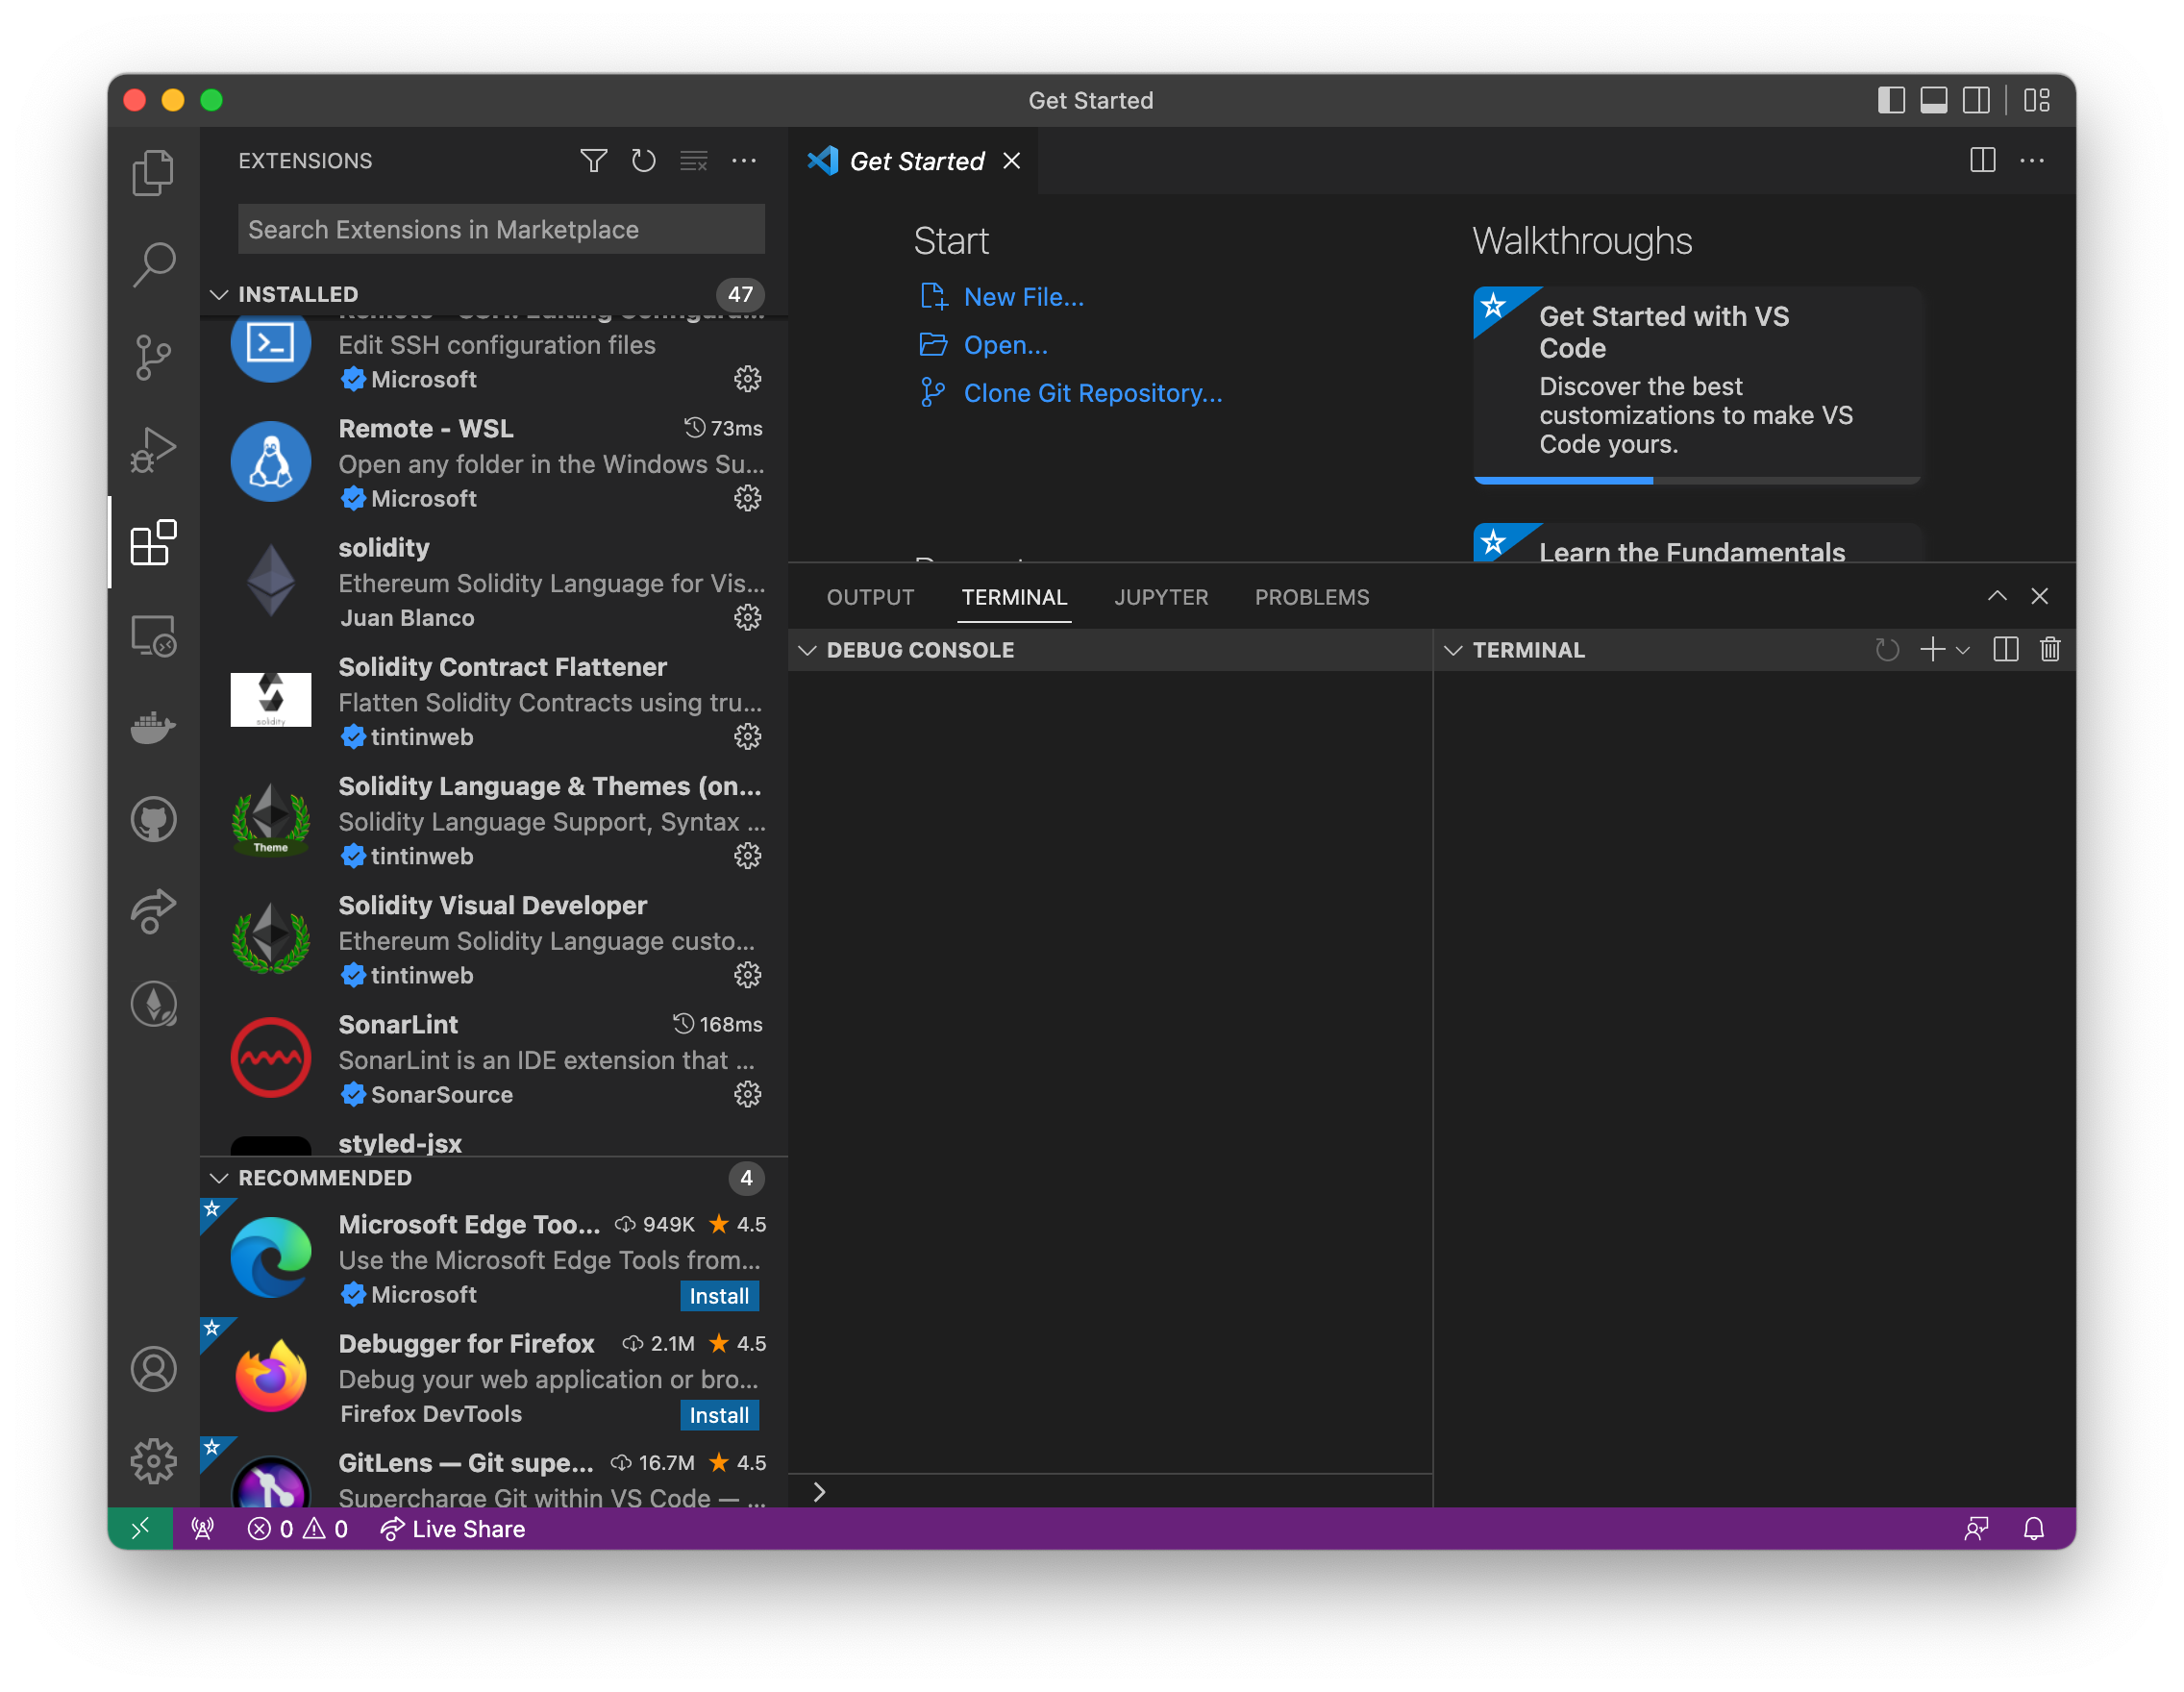 Get Started
EXTENSIONS
Search Extensions in Marketplace
INSTALLED 47
Edit SSH configuration files
Microsoft
Remote - WSL 73ms
Open any folder in the Windows Su...
Microsoft
solidity
Ethereum Solidity Language for Vis...
Juan Blanco
solidity
Solidity Contract Flattener
Flatten Solidity Contracts using tru...
tintinweb
Theme
Solidity Language & Themes (on...
Solidity Language Support, Syntax ...
tintinweb
Solidity Visual Developer
Ethereum Solidity Language custo...
tintinweb
SonarLint 168ms
SonarLint is an IDE extension that ...
SonarSource
styled-jsx
RECOMMENDED 4
Microsoft Edge Too... 949K 4.5
Use the Microsoft Edge Tools from...
Microsoft Install
Debugger for Firefox 2.1M 4.5
Debug your web application or bro...
Firefox DevTools Install
GitLens — Git supe... 16.7M 4.5
Supercharge Git within VS Code — ...
Get Started
Start
New File...
Open...
Clone Git Repository...
Walkthroughs
Get Started with VS
Code
Discover the best
customizations to make VS
Code yours.
Learn the Fundamentals
OUTPUT TERMINAL JUPYTER PROBLEMS
DEBUG CONSOLE
TERMINAL
0 0 Live Share